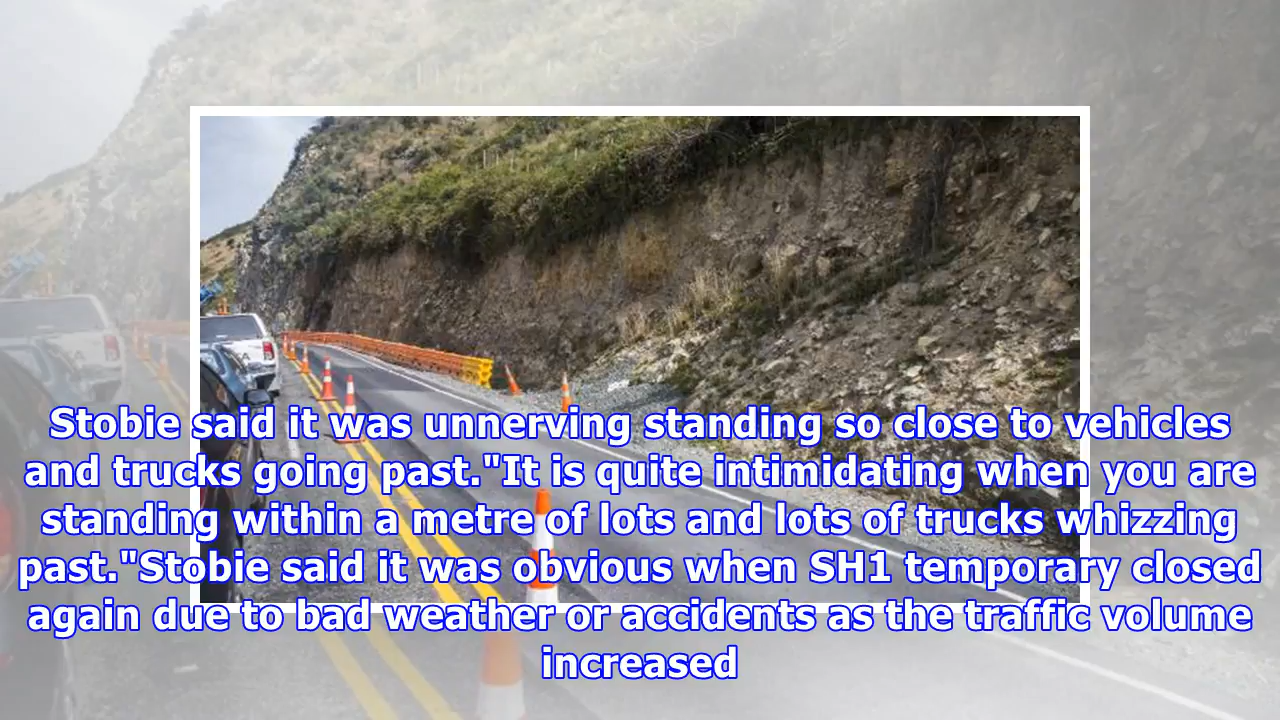 Stobie said it was unnerving standing so close to vehicles
and trucks going past."It is quite intimidating when you are
standing within a metre of lots and lots of trucks whizzing
past."Stobie said it was obvious when SH1 temporary closed
again due to bad weather or accidents as the traffic volume
increased